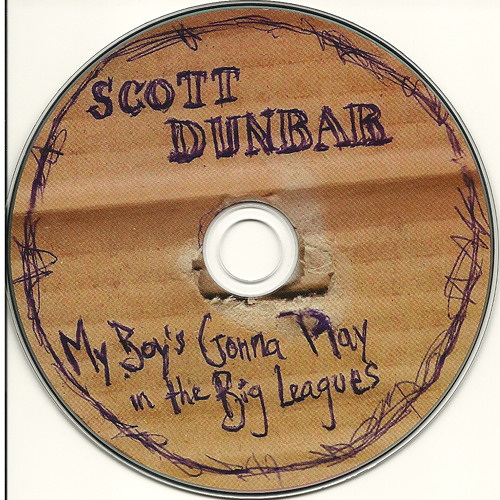 SCOTT
DUNBAR
My Boy's Gonna Play
in the Big Leagues